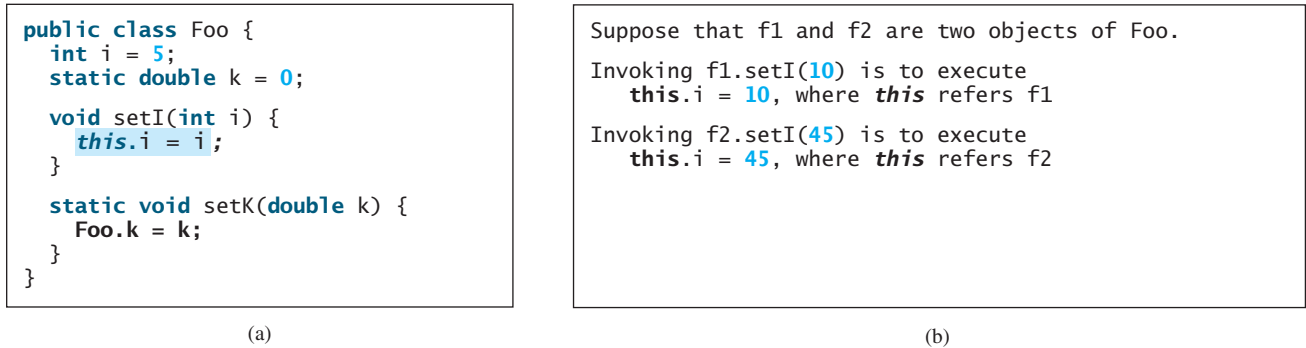 public class Foo {
int i = 5;
static double k = 0;
void setI(int i) {
this.i = i;
}
static void setK(double k) {
Foo.k = k;
}
}
(a)
Suppose that f1 and f2 are two objects of Foo.
Invoking f1.setI(10) is to execute
this.i = 10, where this refers f1
Invoking f2.setI(45) is to execute
this.i = 45, where this refers f2
(b)